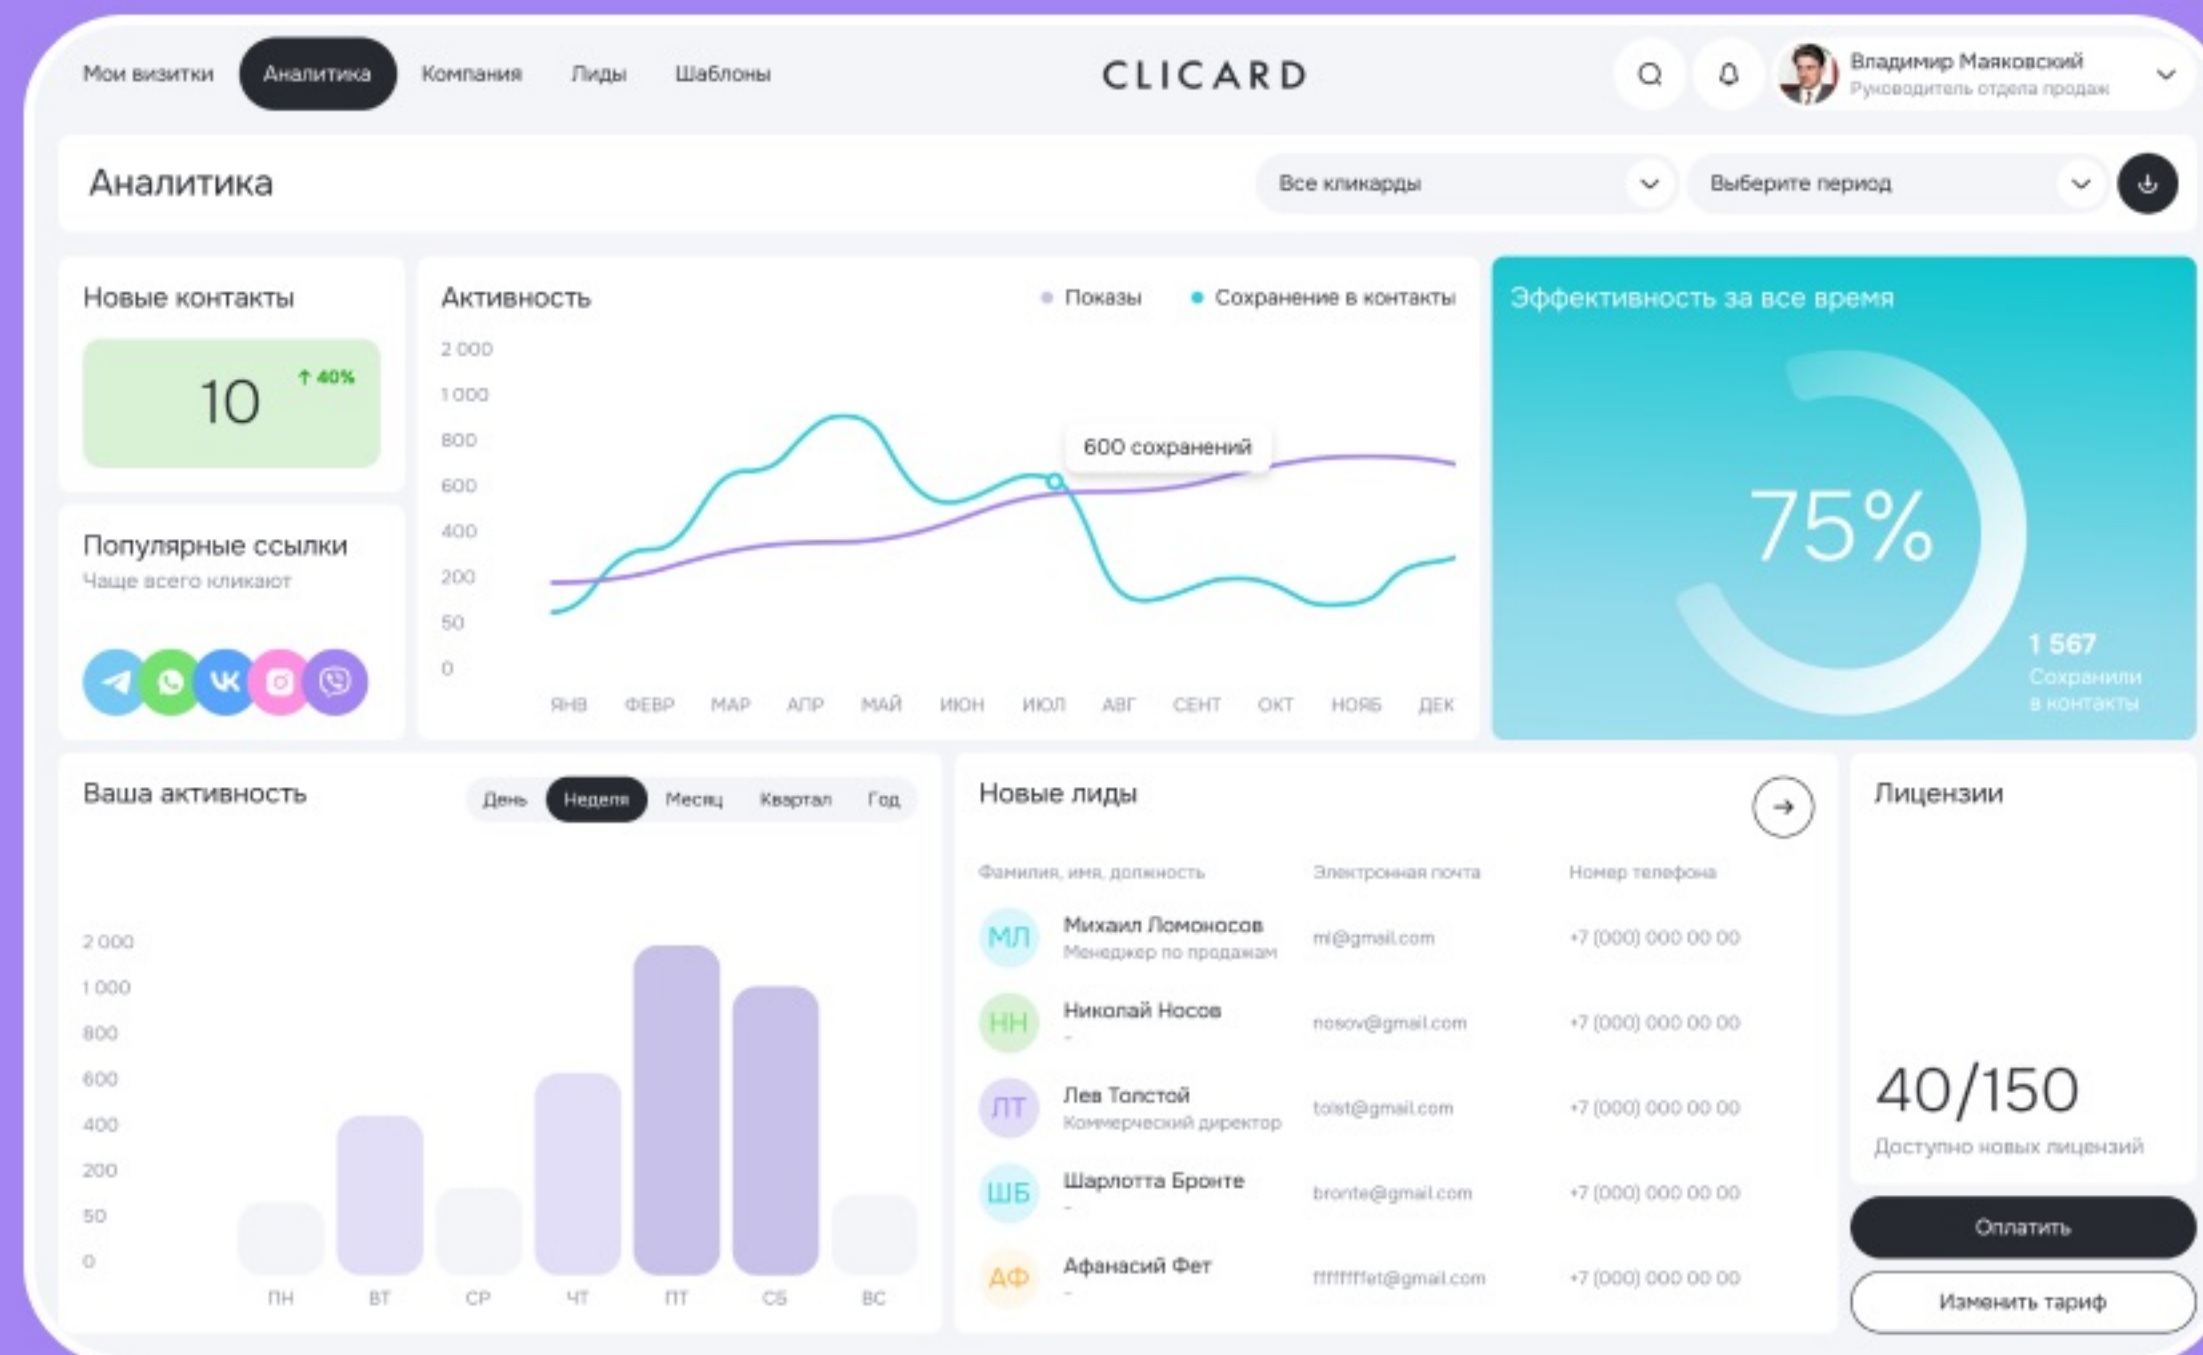 Мои визитки
Аналитика
Компания
Лиды
Шаблоны
CLICARD
Владимир Маяковский
Руководитель отдела продаж
Аналитика
Все кликарды
Выберите период
Новые контакты
10
↑ 40%
Популярные ссылки
Чаще всего кликают
Активность
Показы
Сохранение в контакты
2 000
1 000
800
600
400
200
50
0
600 сохранений
ЯНВ
ФЕВР
МАР
АПР
МАЙ
ИЮН
ИЮЛ
АВГ
СЕНТ
ОКТ
НОЯБ
ДЕК
Эффективность за все время
75%
1 567
Сохранили
в контакты
Ваша активность
День
Неделя
Месяц
Квартал
Год
2 000
1 000
800
600
400
200
50
0
ПН
ВТ
СР
ЧТ
ПТ
СБ
ВС
Новые лиды
Фамилия, имя, должность
Электронная почта
Номер телефона
МЛ
Михаил Ломоносов
Менеджер по продажам
ml@gmail.com
+7 (000) 000 00 00
НН
Николай Носов
-
nosov@gmail.com
+7 (000) 000 00 00
ЛТ
Лев Толстой
Коммерческий директор
tolst@gmail.com
+7 (000) 000 00 00
ШБ
Шарлотта Бронте
-
bronte@gmail.com
+7 (000) 000 00 00
АФ
Афанасий Фет
-
+7 (000) 000 00 00
Лицензии
40/150
Доступно новых лицензий
Оплатить
Изменить тариф